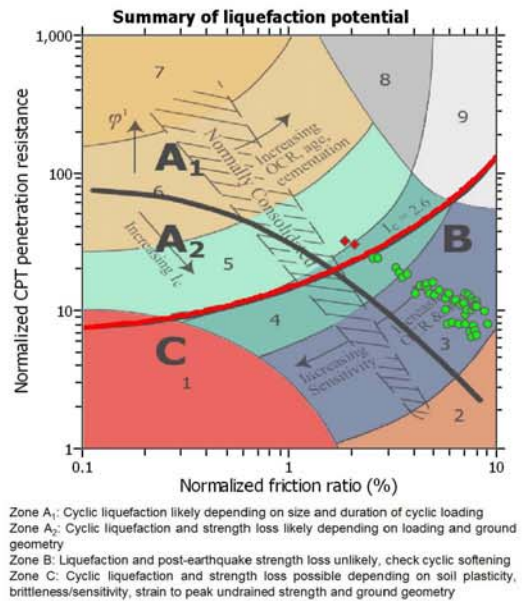 Summary of liquefaction potential
1,000
100
10
1
0.1
1
10
Normalized CPT penetration resistance
Normalized friction ratio (%)
7
8
9
φ'
A1
Increasing
OCR, age,
cementation
Normally Consolidated
6
A2
Increasing Ic
5
Ic = 2.6
B
4
C
1
Increasing
OCR &
3
Increasing
Sensitivity
2
Zone A1: Cyclic liquefaction likely depending on size and duration of cyclic loading
Zone A2: Cyclic liquefaction and strength loss likely depending on loading and ground
geometry
Zone B: Liquefaction and post-earthquake strength loss unlikely, check cyclic softening
Zone C: Cyclic liquefaction and strength loss possible depending on soil plasticity,
brittleness/sensitivity, strain to peak undrained strength and ground geometry